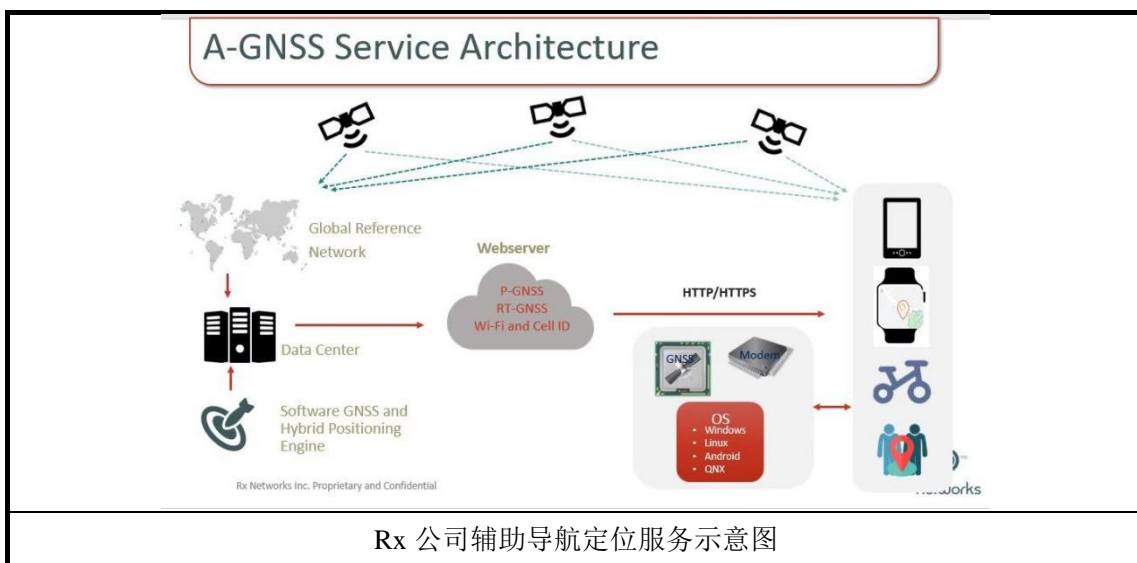 A-GNSS Service Architecture
Global Reference
Network
Webserver
P-GNSS
RT-GNSS
Wi-Fi and Cell ID
HTTP/HTTPS
Data Center
GNSS
Modem
OS
• Windows
• Linux
• Android
• QNX
Software GNSS and
Hybrid Positioning
Engine
Rx Networks Inc. Proprietary and Confidential
Rx 公司辅助导航定位服务示意图